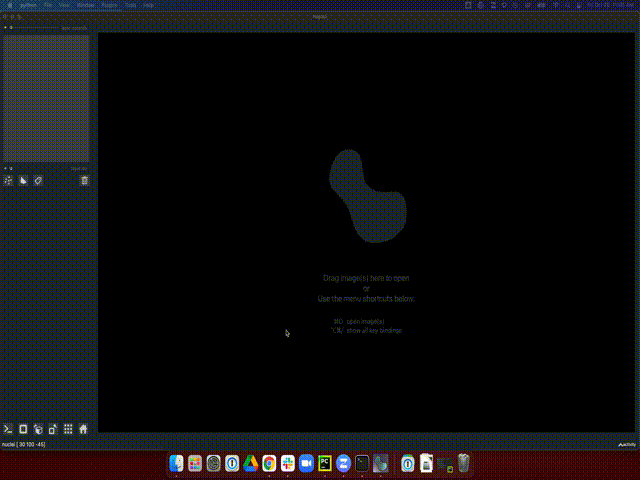 python File View Window Plugins Tools Help
napari
Drag image(s) here to open
or
Use the menu shortcuts below:
open image(s)
show all key bindings
nuclei [ 30 100 -45]
activity